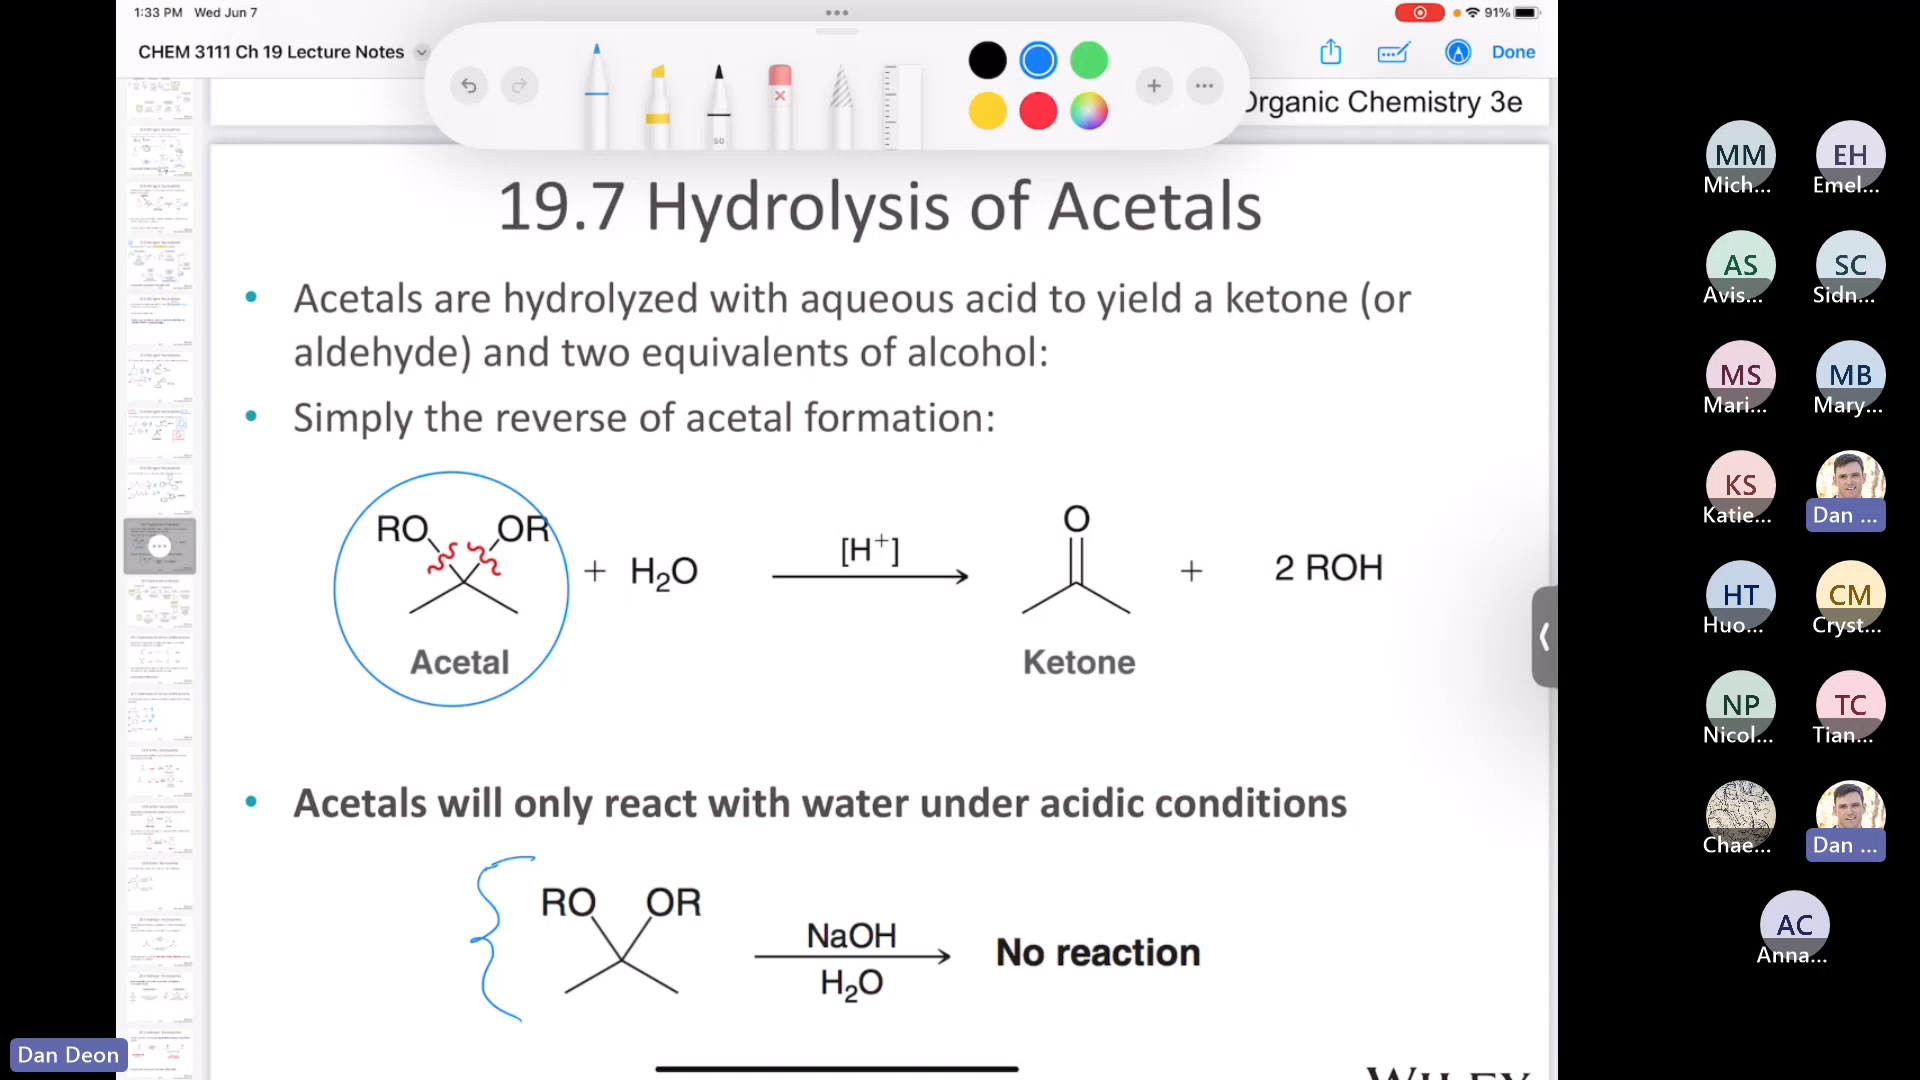 1:33 PM Wed Jun 7
91%
CHEM 3111 Ch 19 Lecture Notes
Done
50
Organic Chemistry 3e
19.7 Hydrolysis of Acetals
• Acetals are hydrolyzed with aqueous acid to yield a ketone (or
aldehyde) and two equivalents of alcohol:
• Simply the reverse of acetal formation:
RO OR + H₂O [H⁺] O + 2 ROH
Acetal Ketone
• Acetals will only react with water under acidic conditions
RO OR NaOH H₂O No reaction
WILEY
Dan Deon
MM EH
Mich... Emel...
AS SC
Avis... Sidn...
MS MB
Mari... Mary...
KS
Katie... Dan ...
HT CM
Huo... Cryst...
NP TC
Nicol... Tian...
Chae... Dan ...
AC
Anna...